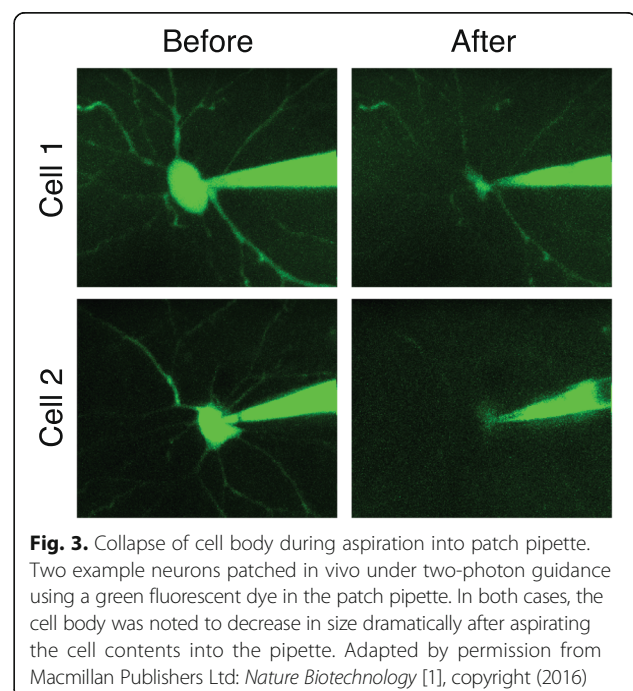 Before After
Cell 1
Cell 2
Fig. 3. Collapse of cell body during aspiration into patch pipette.
Two example neurons patched in vivo under two-photon guidance
using a green fluorescent dye in the patch pipette. In both cases, the
cell body was noted to decrease in size dramatically after aspirating
the cell contents into the pipette. Adapted by permission from
Macmillan Publishers Ltd: Nature Biotechnology [1], copyright (2016)